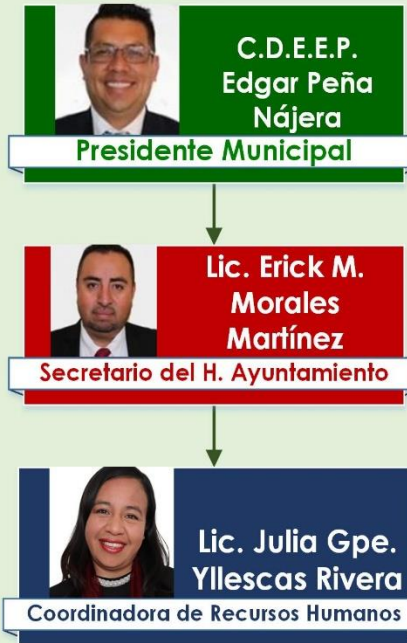 C.D.E.E.P.
Edgar Peña
Nájera
Presidente Municipal
Lic. Erick M.
Morales
Martínez
Secretario del H. Ayuntamiento
Lic. Julia Gpe.
Yllescas Rivera
Coordinadora de Recursos Humanos